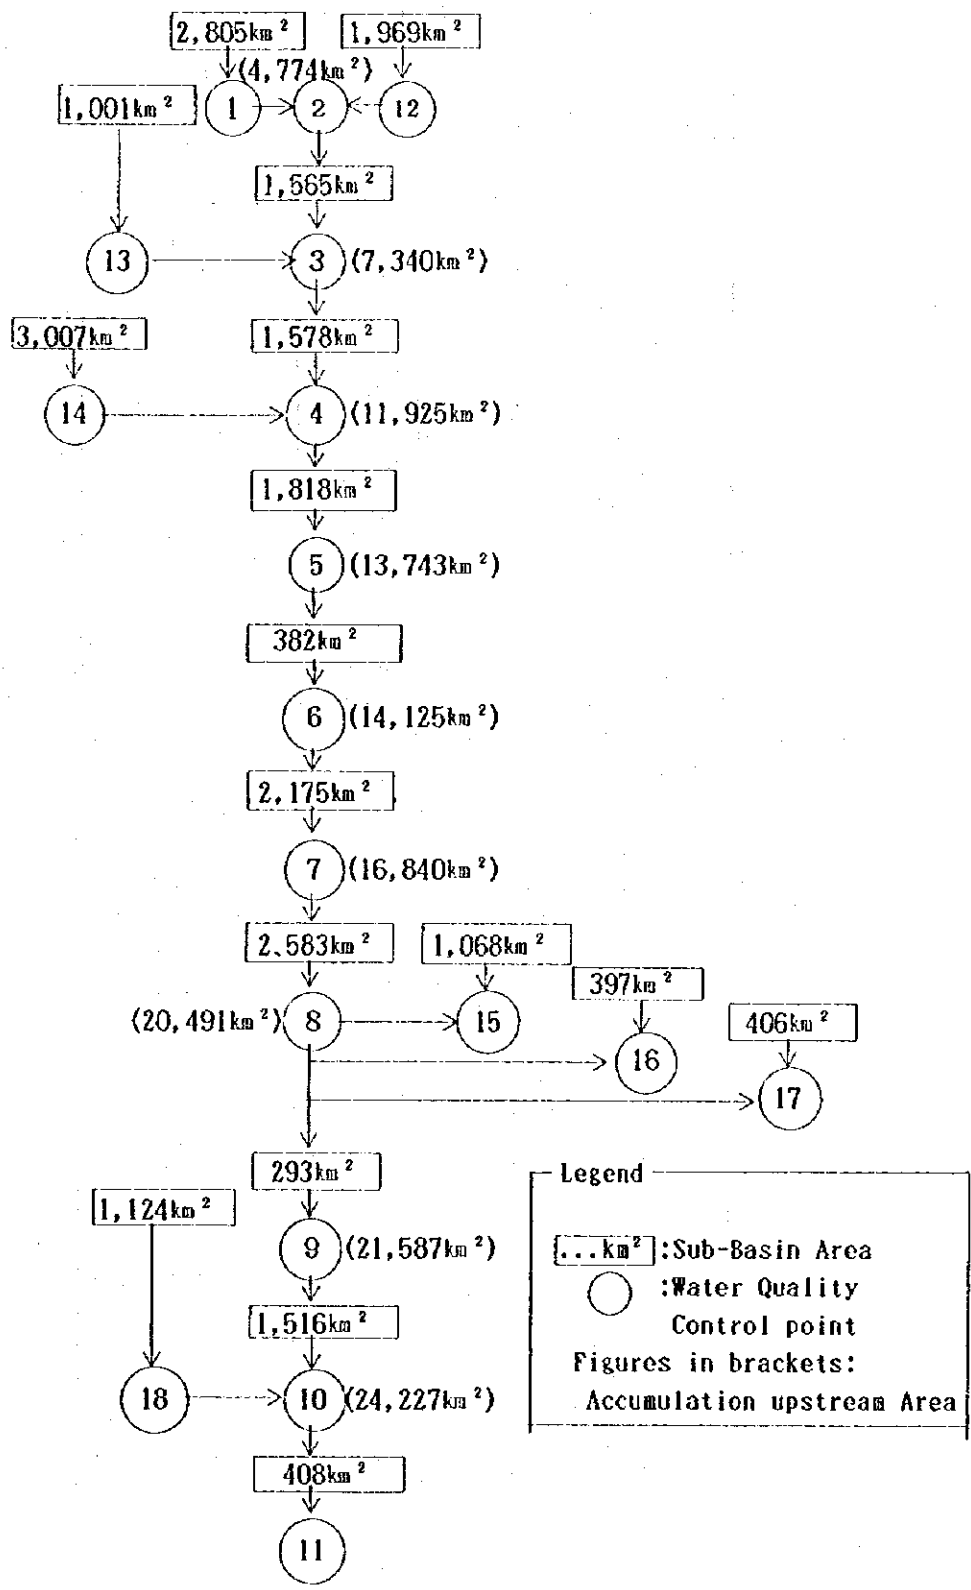 2,805km²
1,969km²
(4,774km²)
1,001km²
1
2
12
1,565km²
13
3
(7,340km²)
3,007km²
1,578km²
14
4
(11,925km²)
1,818km²
5
(13,743km²)
382km²
6
(14,125km²)
2,175km²
7
(16,840km²)
2,583km²
1,068km²
397km²
406km²
(20,491km²)
8
15
16
17
293km²
1,124km²
9
(21,587km²)
1,516km²
18
10
(24,227km²)
408km²
11
Legend
...km² :Sub-Basin Area
:Water Quality
Control point
Figures in brackets:
Accumulation upstream Area